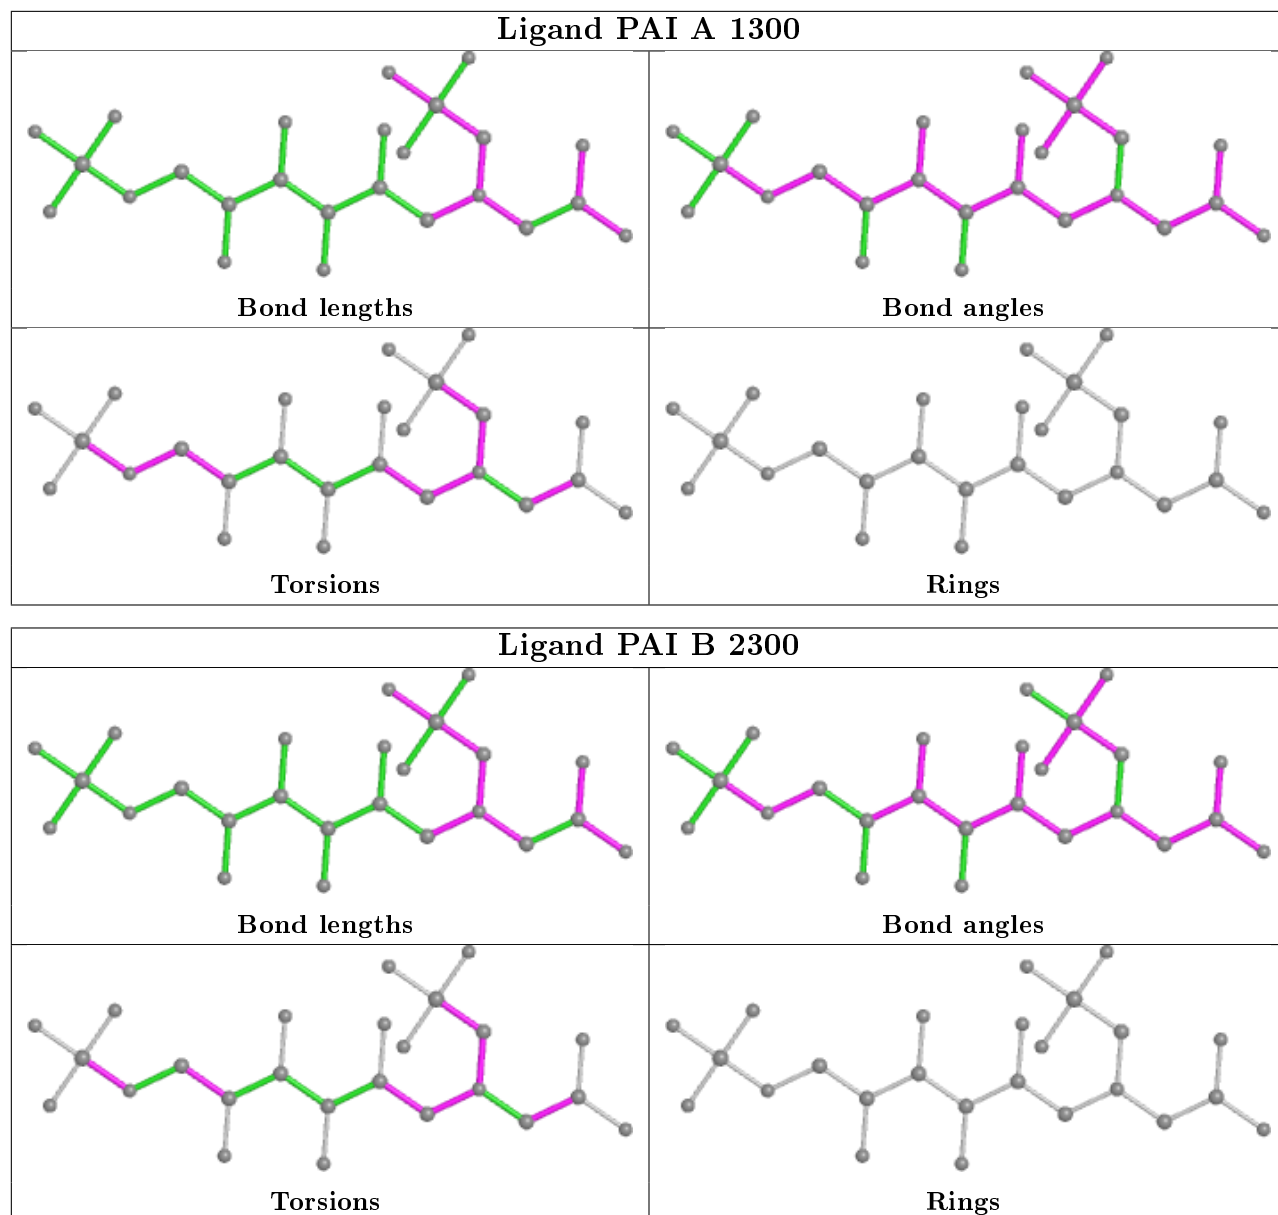 Ligand PAI A 1300
Bond lengths
Bond angles
Torsions
Rings
Ligand PAI B 2300
Bond lengths
Bond angles
Torsions
Rings